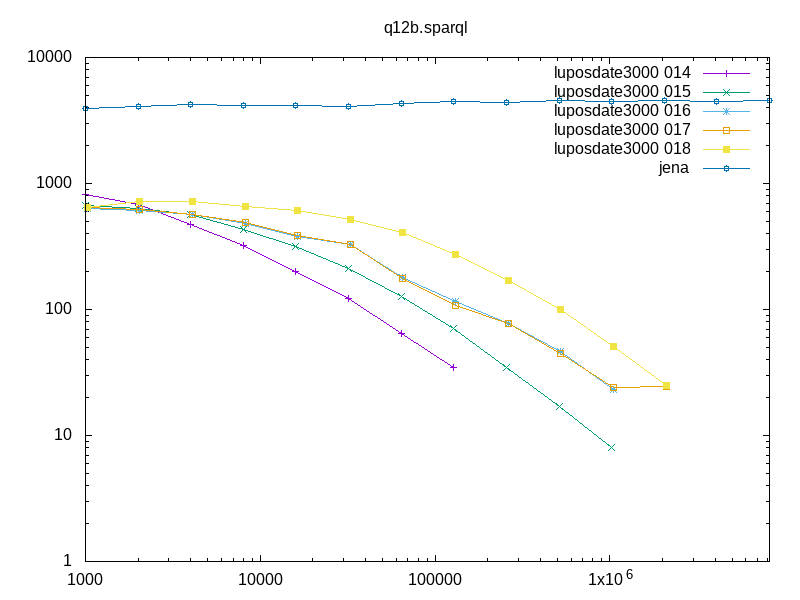 q12b.sparql
10000
1000
100
10
1
luposdate3000 014
luposdate3000 015
luposdate3000 016
luposdate3000 017
luposdate3000 018
jena
1000
10000
100000
1x10^6